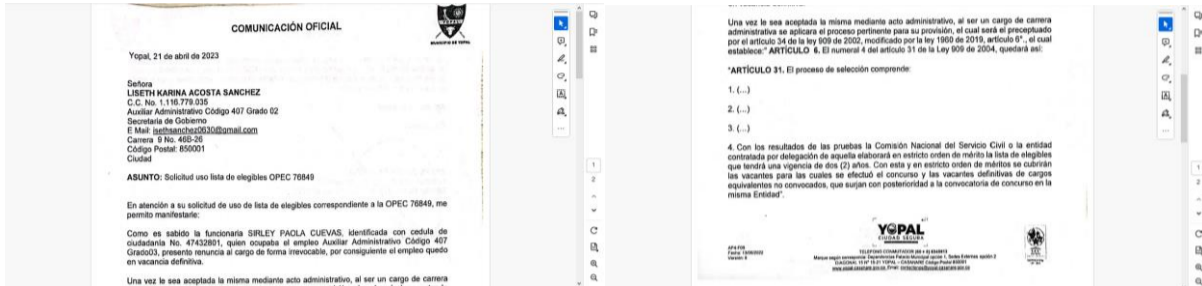 COMUNICACIÓN OFICIAL
YOPAL
MUNICIPIO DE YOPAL
Yopal, 21 de abril de 2023
Señora
LISETH KARINA ACOSTA SANCHEZ
C.C. No. 1.116.779.035
Auxiliar Administrativo Código 407 Grado 02
Secretaria de Gobierno
E Mail: isethsanchez0630@gmail.com
Carrera 9 No. 46B-26
Código Postal: 850001
Ciudad
ASUNTO: Solicitud uso lista de elegibles OPEC 76849
En atención a su solicitud de uso de lista de elegibles correspondiente a la OPEC 76849, me
permito manifestarle:
Como es sabido la funcionaria SIRLEY PAOLA CUEVAS, identificada con cedula de
ciudadanía No. 47432801, quien ocupaba el empleo Auxiliar Administrativo Código 407
Grado03, presento renuncia al cargo de forma irrevocable, por consiguiente el empleo quedo
en vacancia definitiva.
Una vez le sea aceptada la misma mediante acto administrativo, al ser un cargo de carrera
1
2
Una vez le sea aceptada la misma mediante acto administrativo, al ser un cargo de carrera
administrativa se aplicara el proceso pertinente para su provisión, el cual será el preceptuado
por el artículo 34 de la ley 909 de 2002, modificado por la ley 1960 de 2019, artículo 6°., el cual
establece:" ARTÍCULO 6. El numeral 4 del artículo 31 de la Ley 909 de 2004, quedará así:
"ARTÍCULO 31. El proceso de selección comprende:
1. (...)
2. (...)
3. (...)
4. Con los resultados de las pruebas la Comisión Nacional del Servicio Civil o la entidad
contratada por delegación de aquella elaborará en estricto orden de mérito la lista de elegibles
que tendrá una vigencia de dos (2) años. Con esta y en estricto orden de méritos se cubrirán
las vacantes para las cuales se efectuó el concurso y las vacantes definitivas de cargos
equivalentes no convocados, que surjan con posterioridad a la convocatoria de concurso en la
misma Entidad".
YOPAL
CIUDAD SEGURA
1
2